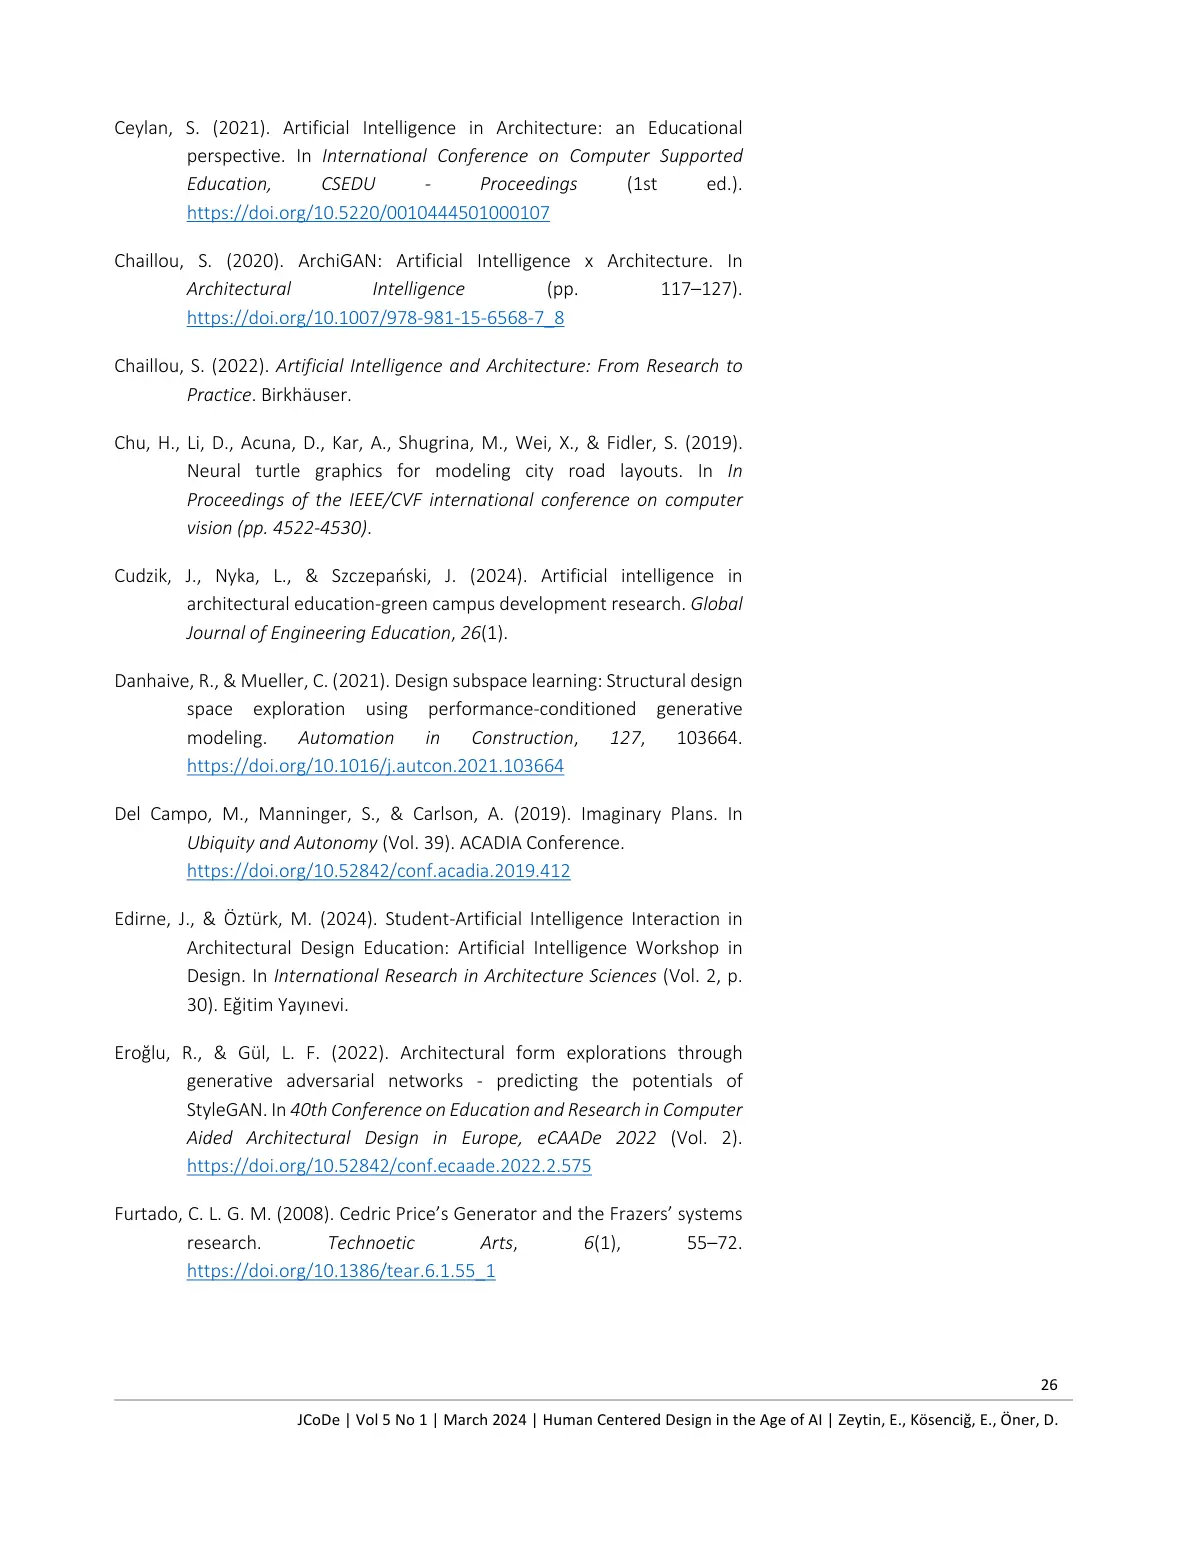 Ceylan, S. (2021). Artificial Intelligence in Architecture: an Educational
perspective. In International Conference on Computer Supported
Education, CSEDU - Proceedings (1st ed.).
https://doi.org/10.5220/0010444501000107
Chaillou, S. (2020). ArchiGAN: Artificial Intelligence x Architecture. In
Architectural Intelligence (pp. 117–127).
https://doi.org/10.1007/978-981-15-6568-7_8
Chaillou, S. (2022). Artificial Intelligence and Architecture: From Research to
Practice. Birkhäuser.
Chu, H., Li, D., Acuna, D., Kar, A., Shugrina, M., Wei, X., & Fidler, S. (2019).
Neural turtle graphics for modeling city road layouts. In In
Proceedings of the IEEE/CVF international conference on computer
vision (pp. 4522-4530).
Cudzik, J., Nyka, L., & Szczepański, J. (2024). Artificial intelligence in
architectural education-green campus development research. Global
Journal of Engineering Education, 26(1).
Danhaive, R., & Mueller, C. (2021). Design subspace learning: Structural design
space exploration using performance-conditioned generative
modeling. Automation in Construction, 127, 103664.
https://doi.org/10.1016/j.autcon.2021.103664
Del Campo, M., Manninger, S., & Carlson, A. (2019). Imaginary Plans. In
Ubiquity and Autonomy (Vol. 39). ACADIA Conference.
https://doi.org/10.52842/conf.acadia.2019.412
Edirne, J., & Öztürk, M. (2024). Student-Artificial Intelligence Interaction in
Architectural Design Education: Artificial Intelligence Workshop in
Design. In International Research in Architecture Sciences (Vol. 2, p.
30). Eğitim Yayınevi.
Eroğlu, R., & Gül, L. F. (2022). Architectural form explorations through
generative adversarial networks - predicting the potentials of
StyleGAN. In 40th Conference on Education and Research in Computer
Aided Architectural Design in Europe, eCAADe 2022 (Vol. 2).
https://doi.org/10.52842/conf.ecaade.2022.2.575
Furtado, C. L. G. M. (2008). Cedric Price’s Generator and the Frazers’ systems
research. Technoetic Arts, 6(1), 55–72.
https://doi.org/10.1386/tear.6.1.55_1
26
JCoDe | Vol 5 No 1 | March 2024 | Human Centered Design in the Age of AI | Zeytin, E., Kösenciğ, E., Öner, D.